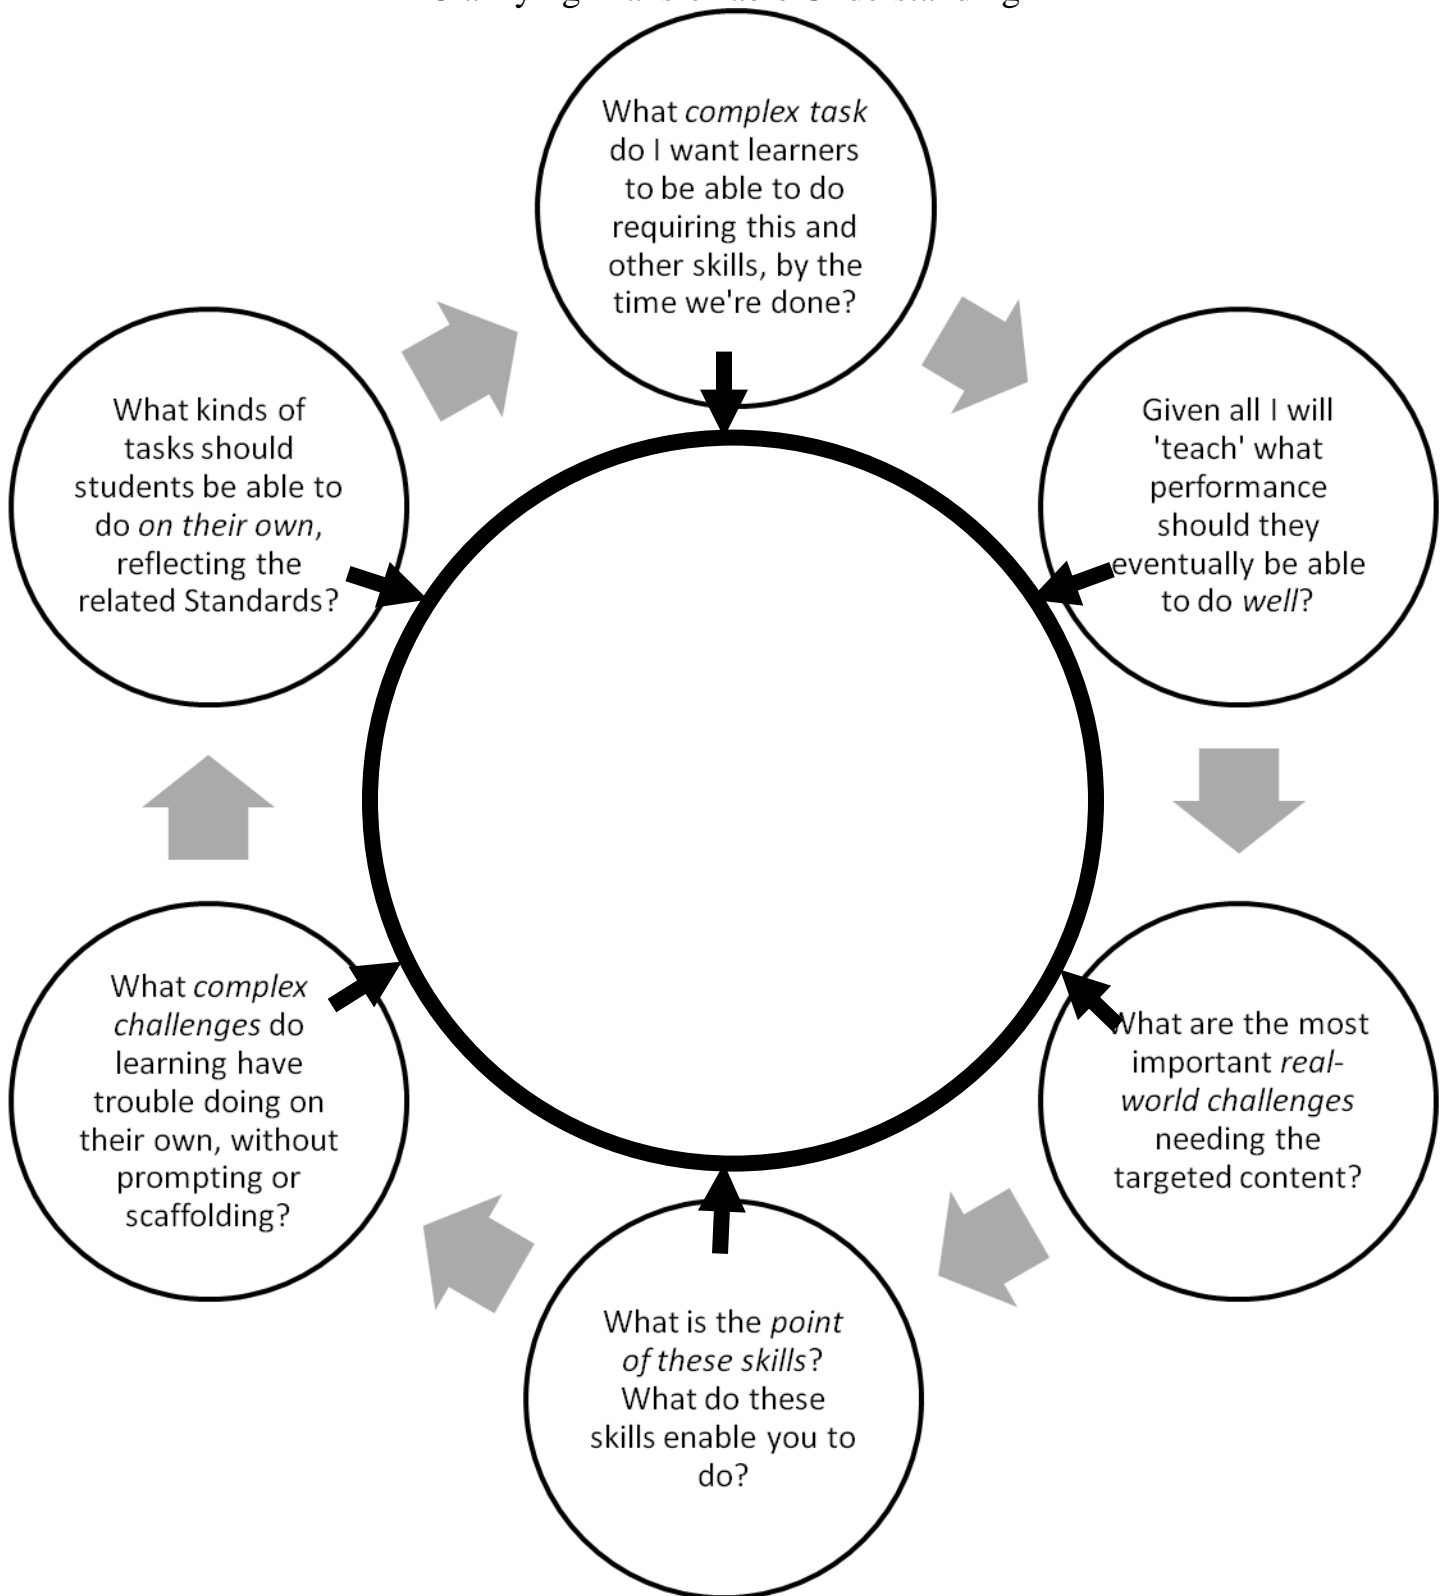 What complex task
do I want learners
to be able to do
requiring this and
other skills, by the
time we're done?
Given all I will
'teach' what
performance
should they
eventually be able
to do well?
What are the most
important real-
world challenges
needing the
targeted content?
What is the point
of these skills?
What do these
skills enable you to
do?
What complex
challenges do
learning have
trouble doing on
their own, without
prompting or
scaffolding?
What kinds of
tasks should
students be able to
do on their own,
reflecting the
related Standards?